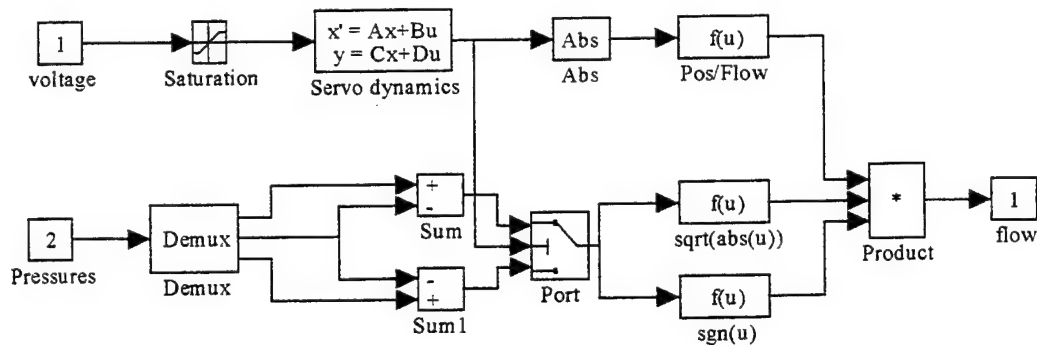 1
voltage
Saturation
x' = Ax+Bu
y = Cx+Du
Servo dynamics
Abs
Abs
f(u)
Pos/Flow
2
Pressures
Demux
Demux
+
-
Sum
-
+
Sum1
Port
f(u)
sqrt(abs(u))
f(u)
sgn(u)
*
Product
1
flow